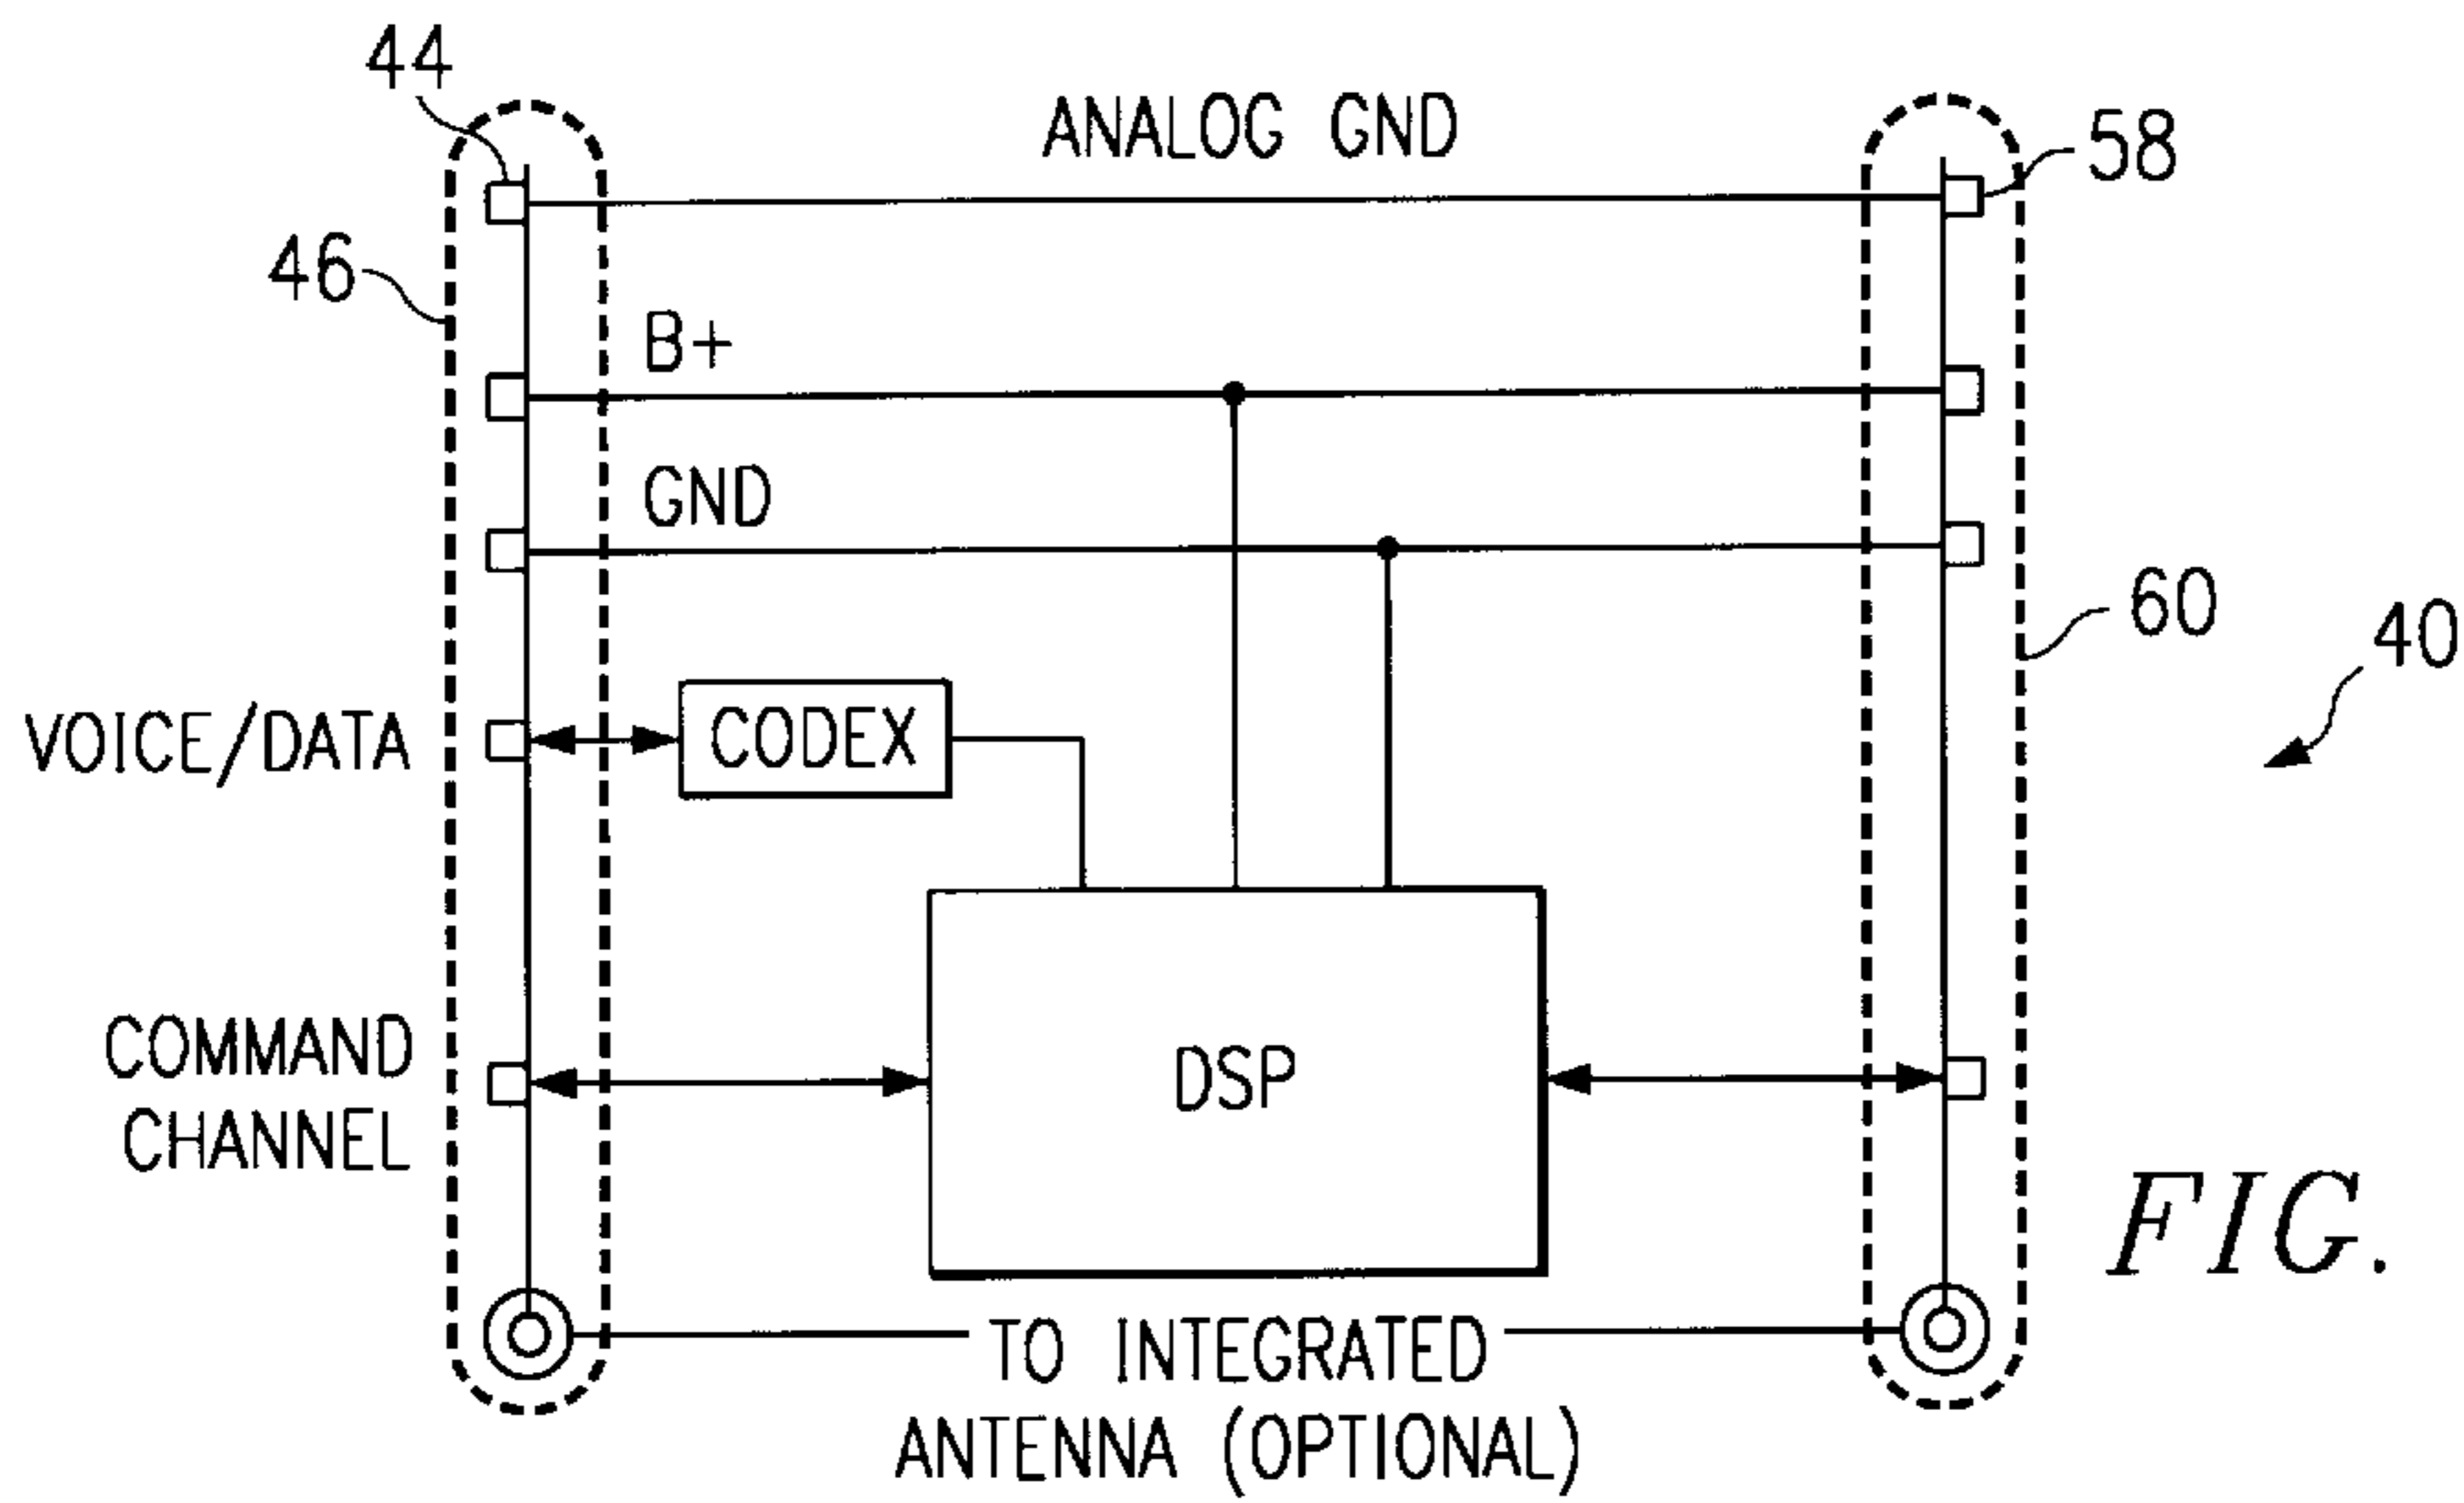 44
ANALOG GND
58
46
B+
GND
60
40
VOICE/DATA
CODEX
COMMAND
CHANNEL
DSP
FIG.
TO INTEGRATED
ANTENNA (OPTIONAL)